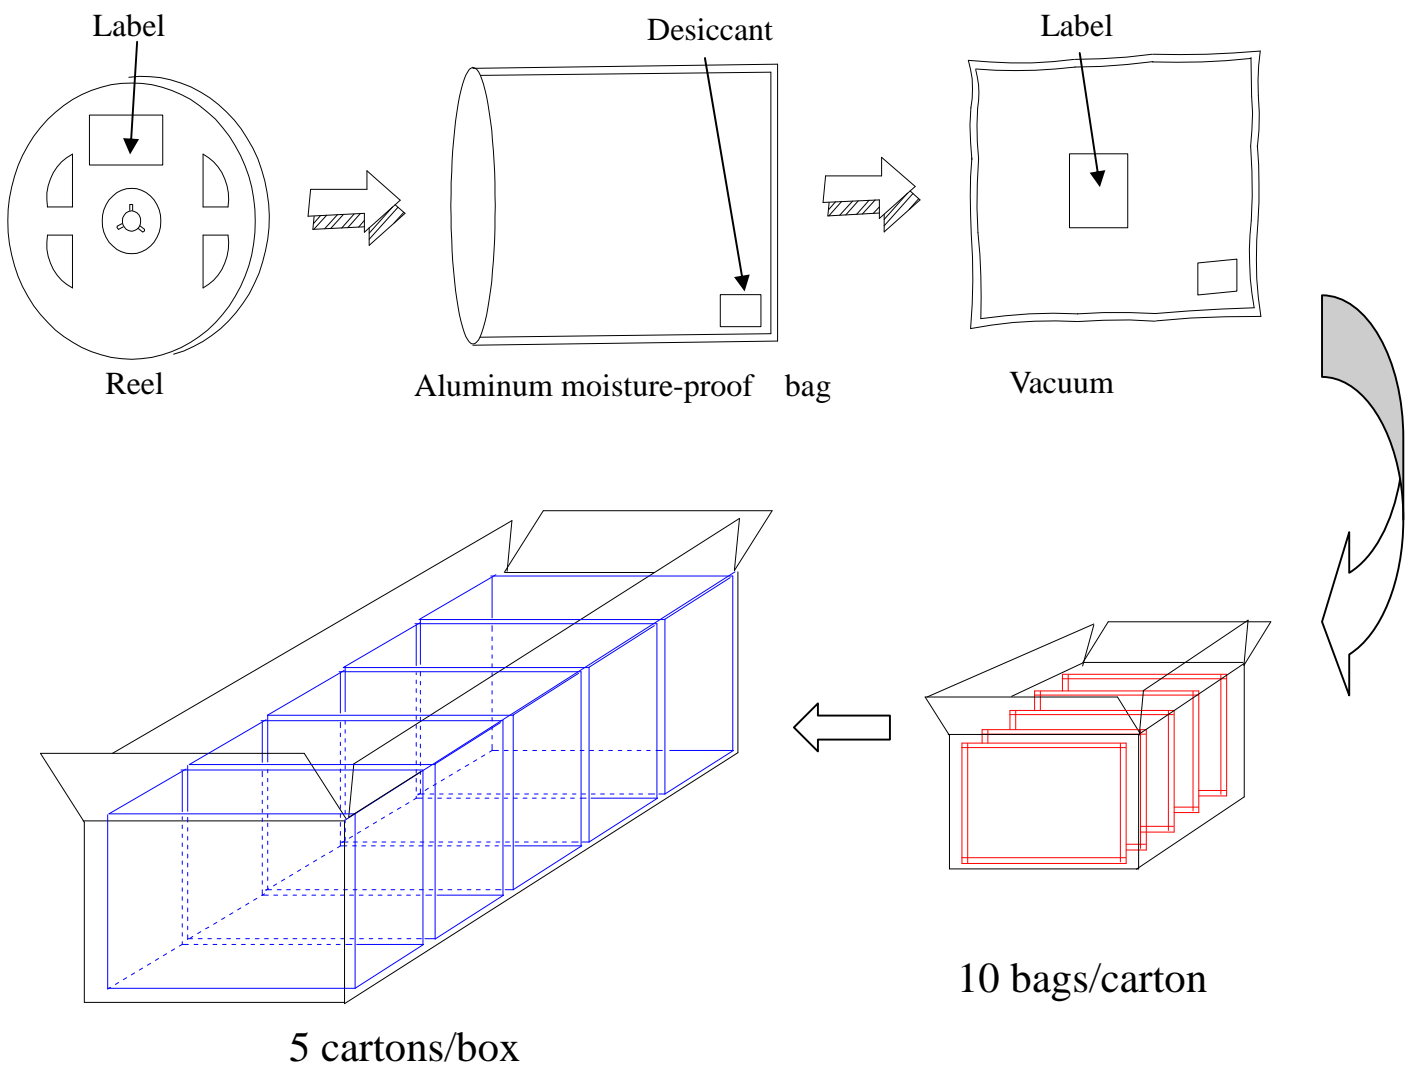 Label
Desiccant
Label
Reel
Aluminum moisture-proof bag
Vacuum
10 bags/carton
5 cartons/box